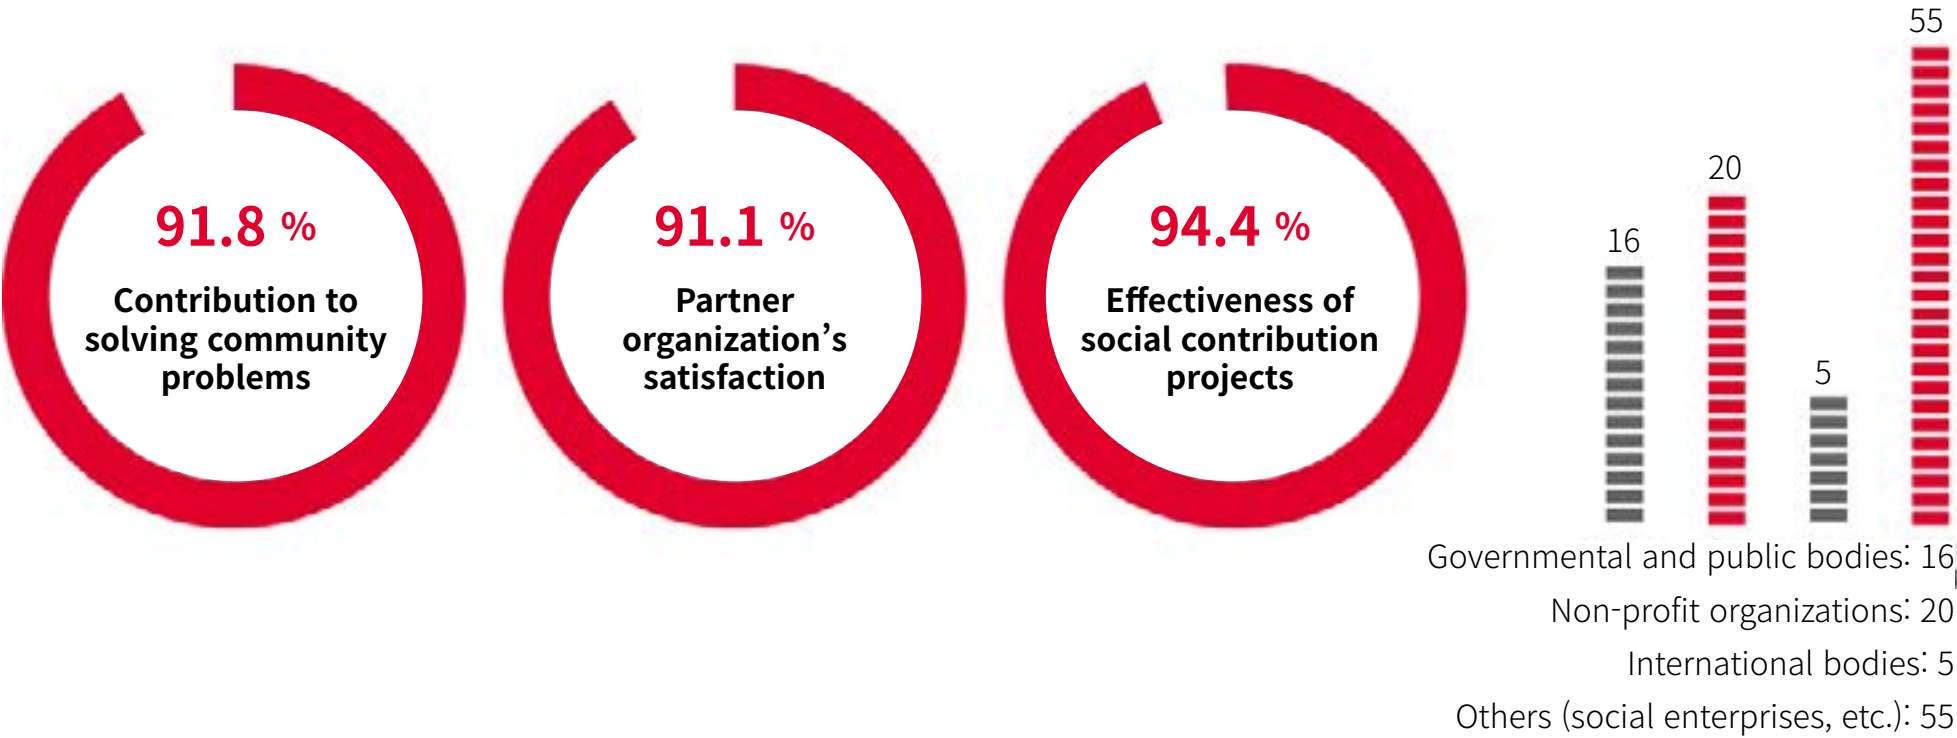 91.8 %
Contribution to
solving community
problems
91.1 %
Partner
organization’s
satisfaction
94.4 %
Effectiveness of
social contribution
projects
16
20
5
55
Governmental and public bodies: 16
Non-profit organizations: 20
International bodies: 5
Others (social enterprises, etc.): 55